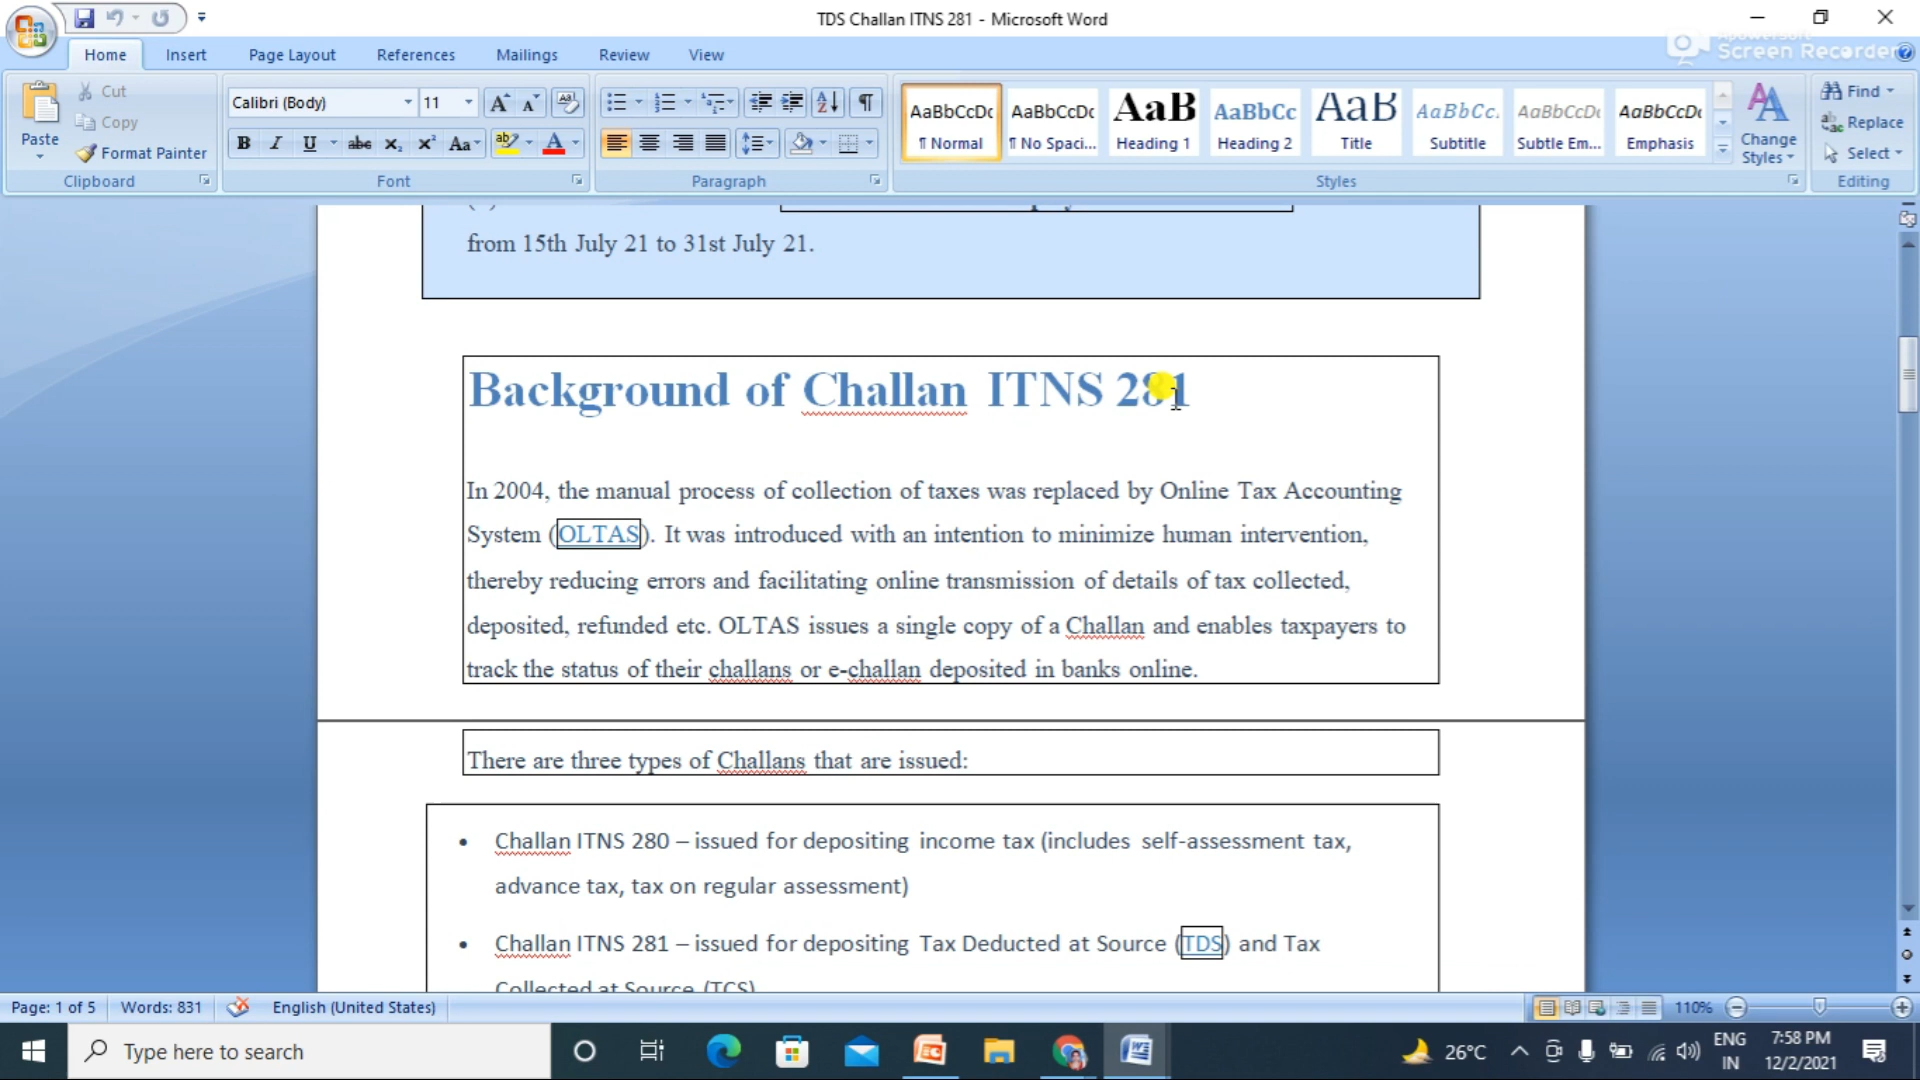 TDS Challan ITNS 281 - Microsoft Word
Screen Recorder
Home Insert Page Layout References Mailings Review View
Paste
Cut
Copy
Format Painter
Clipboard
Calibri (Body) 11
Font
Paragraph
AaBbCcDc AaBbCcDc AaB AaBbCc AaB AaBbCc. AaBbCcDc AaBbCcDc
¶ Normal ¶ No Spaci... Heading 1 Heading 2 Title Subtitle Subtle Em... Emphasis
Styles
Change Styles
Find
Replace
Select
Editing
from 15th July 21 to 31st July 21.
Background of Challan ITNS 281
In 2004, the manual process of collection of taxes was replaced by Online Tax Accounting
System (OLTAS). It was introduced with an intention to minimize human intervention,
thereby reducing errors and facilitating online transmission of details of tax collected,
deposited, refunded etc. OLTAS issues a single copy of a Challan and enables taxpayers to
track the status of their challans or e-challan deposited in banks online.
There are three types of Challans that are issued:
• Challan ITNS 280 – issued for depositing income tax (includes self-assessment tax,
advance tax, tax on regular assessment)
• Challan ITNS 281 – issued for depositing Tax Deducted at Source (TDS) and Tax
Collected at Source (TCS)
Page: 1 of 5 Words: 831 English (United States) 110%
Type here to search
26°C
ENG
IN
7:58 PM
12/2/2021